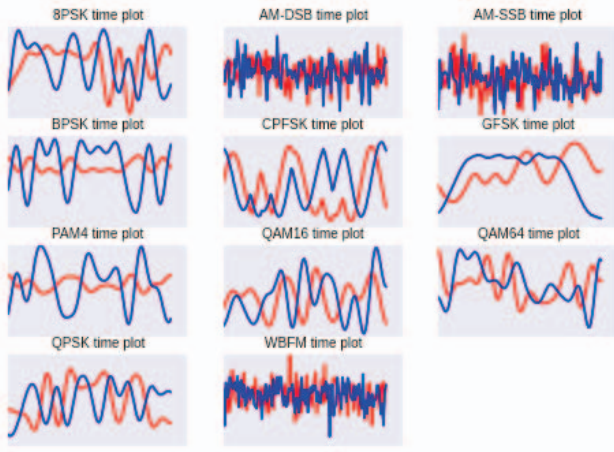 8PSK time plot
AM-DSB time plot
AM-SSB time plot
BPSK time plot
CPFSK time plot
GFSK time plot
PAM4 time plot
QAM16 time plot
QAM64 time plot
QPSK time plot
WBFM time plot